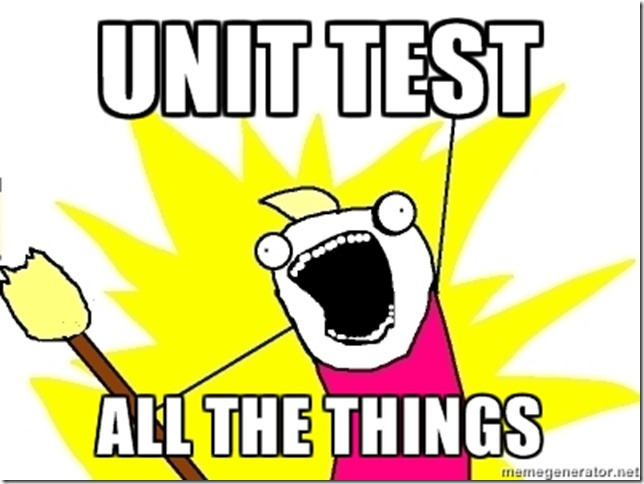 UNIT TEST
ALL THE THINGS
memegenerator.net